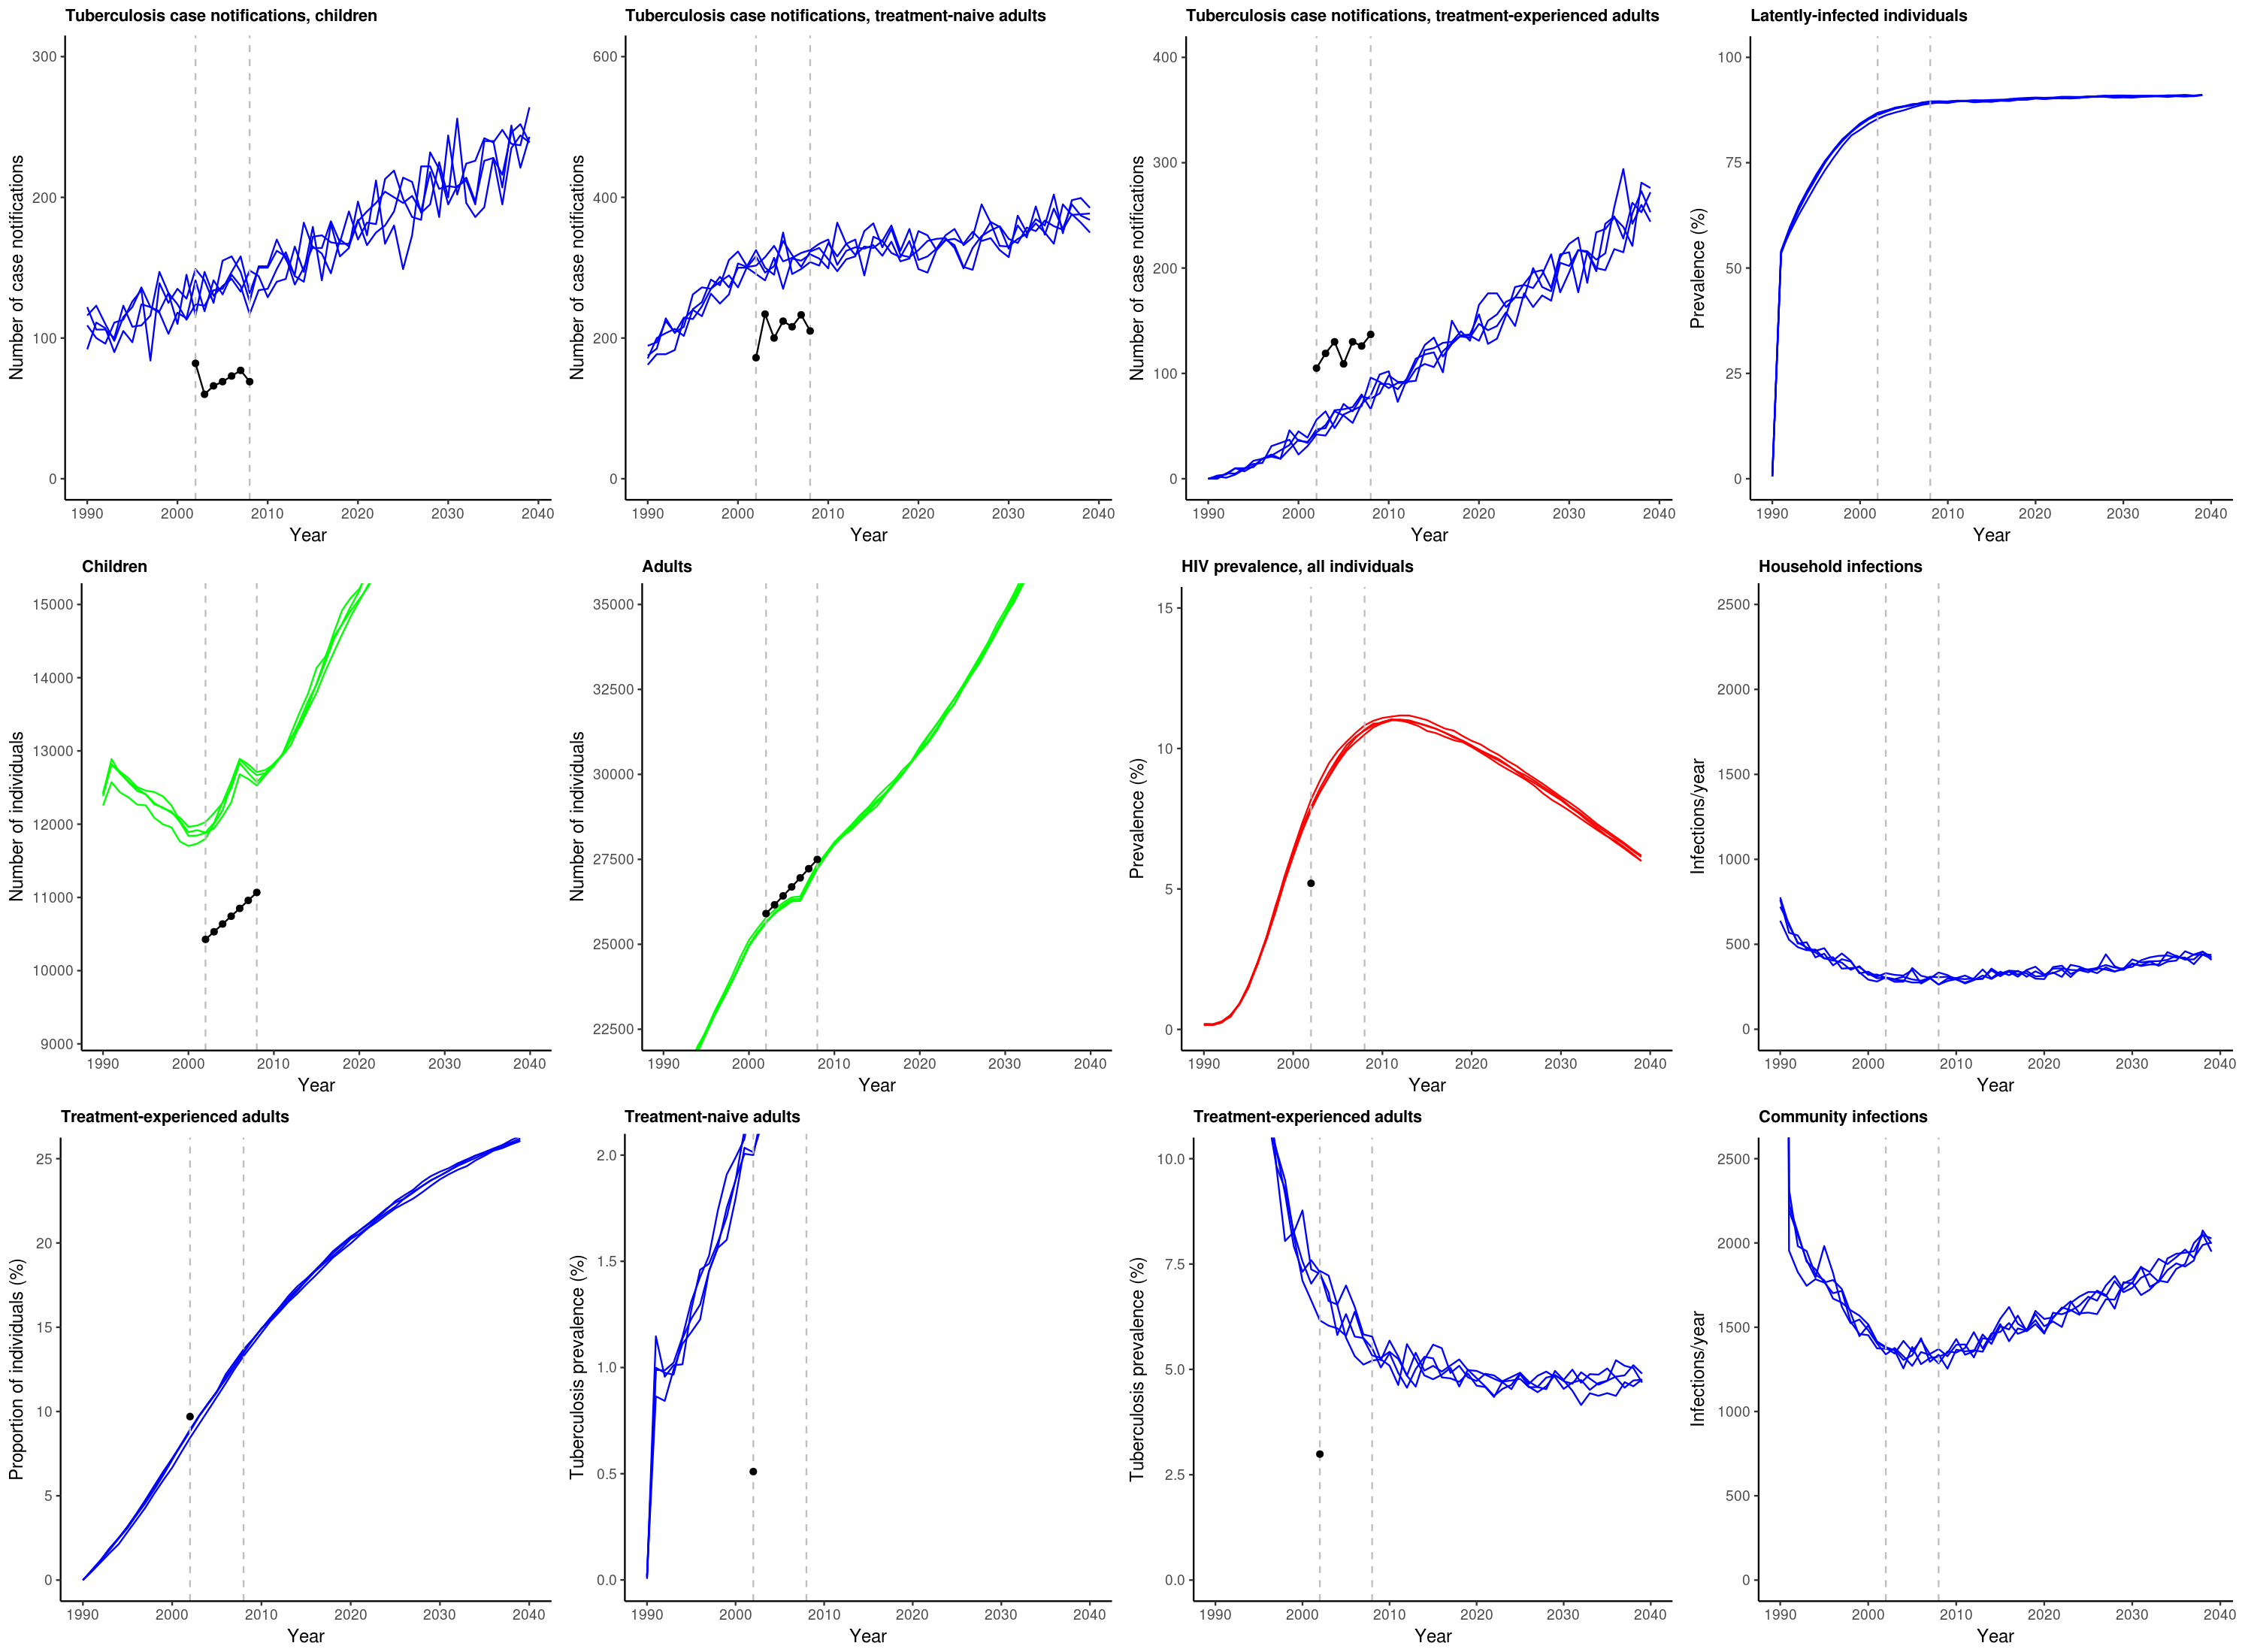 Tuberculosis case notifications, children
Number of case notifications
300
200
100
0
1990 2000 2010 2020 2030 2040
Year
Tuberculosis case notifications, treatment-naive adults
Number of case notifications
600
400
200
0
1990 2000 2010 2020 2030 2040
Year
Tuberculosis case notifications, treatment-experienced adults
Number of case notifications
400
300
200
100
0
1990 2000 2010 2020 2030 2040
Year
Latently-infected individuals
Prevalence (%)
100
75
50
25
0
1990 2000 2010 2020 2030 2040
Year
Children
Number of individuals
15000
14000
13000
12000
11000
10000
9000
1990 2000 2010 2020 2030 2040
Year
Adults
Number of individuals
35000
32500
30000
27500
25000
22500
1990 2000 2010 2020 2030 2040
Year
HIV prevalence, all individuals
Prevalence (%)
15
10
5
0
1990 2000 2010 2020 2030 2040
Year
Household infections
Infections/year
2500
2000
1500
1000
500
0
1990 2000 2010 2020 2030 2040
Year
Treatment-experienced adults
Proportion of individuals (%)
25
20
15
10
5
0
1990 2000 2010 2020 2030 2040
Year
Treatment-naive adults
Tuberculosis prevalence (%)
2.0
1.5
1.0
0.5
0.0
1990 2000 2010 2020 2030 2040
Year
Treatment-experienced adults
Tuberculosis prevalence (%)
10.0
7.5
5.0
2.5
0.0
1990 2000 2010 2020 2030 2040
Year
Community infections
Infections/year
2500
2000
1500
1000
500
0
1990 2000 2010 2020 2030 2040
Year